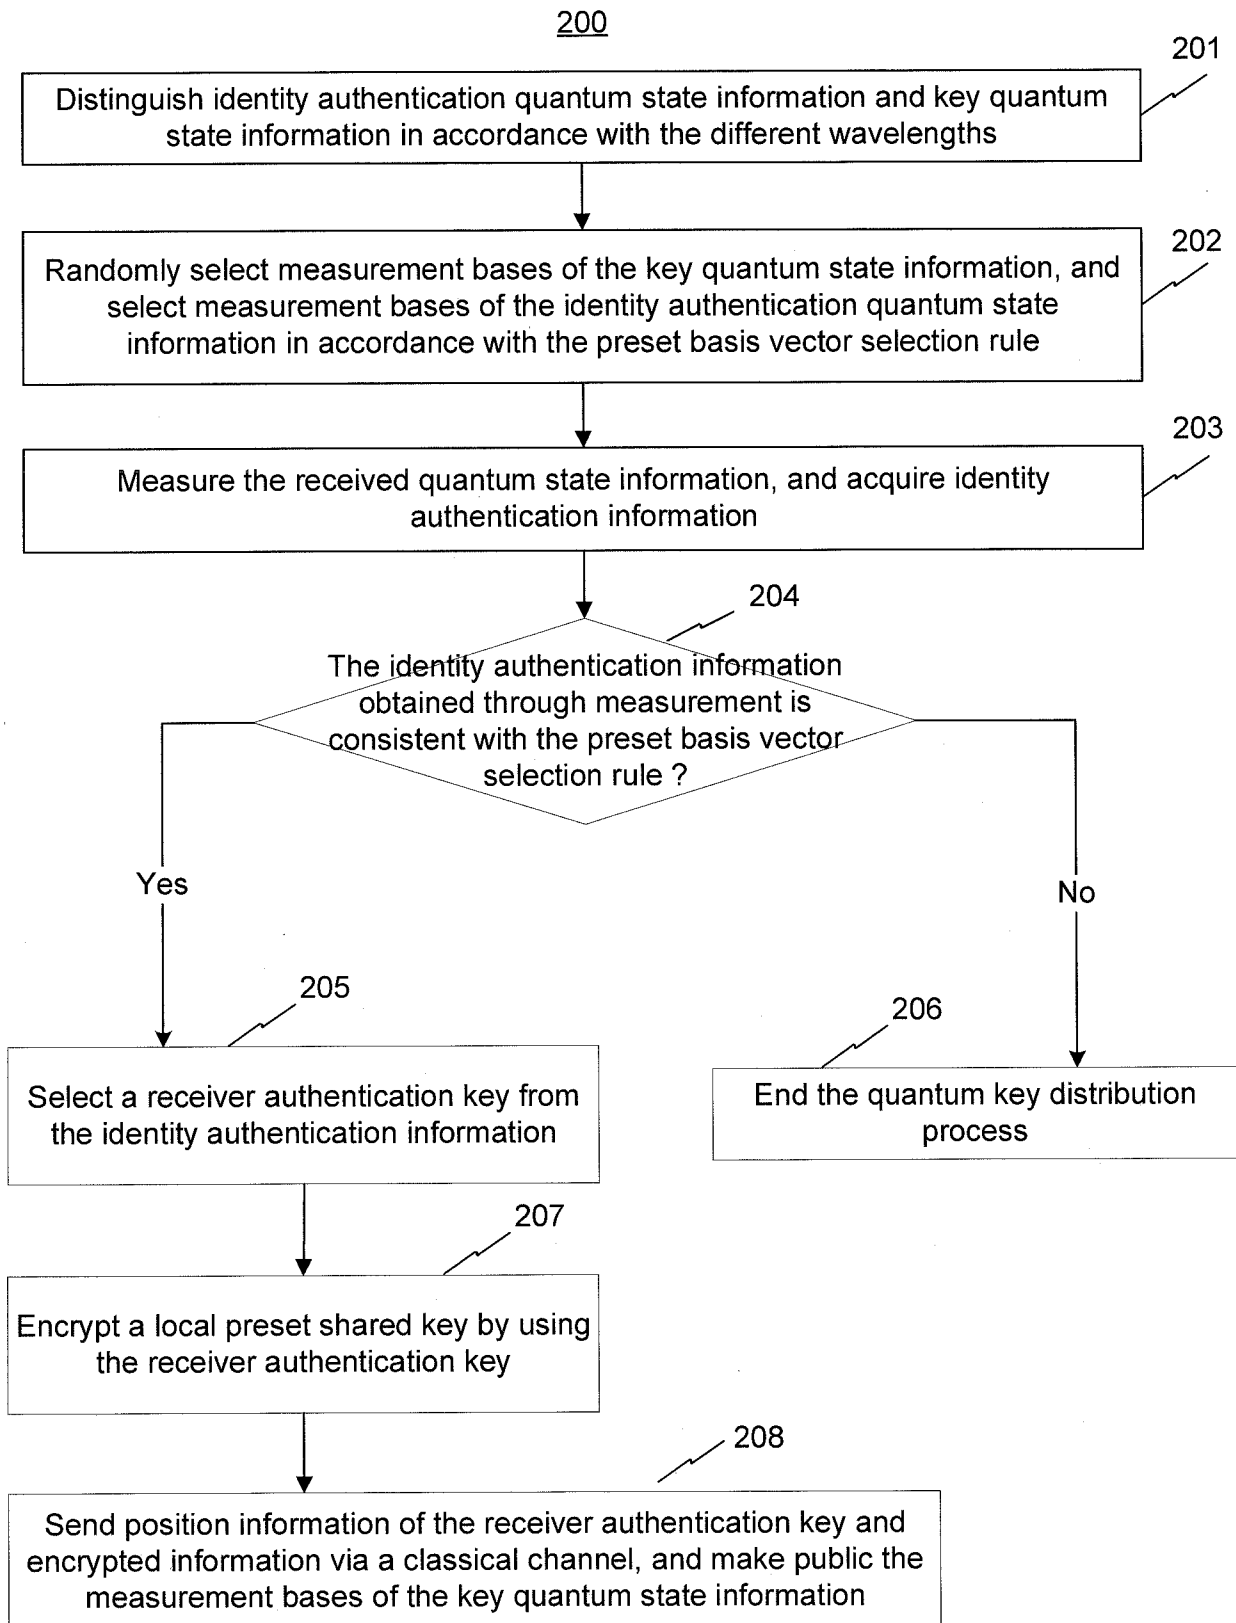 200
201
Distinguish identity authentication quantum state information and key quantum
state information in accordance with the different wavelengths
202
Randomly select measurement bases of the key quantum state information, and
select measurement bases of the identity authentication quantum state
information in accordance with the preset basis vector selection rule
203
Measure the received quantum state information, and acquire identity
authentication information
204
The identity authentication information
obtained through measurement is
consistent with the preset basis vector
selection rule ?
Yes
No
205
Select a receiver authentication key from
the identity authentication information
206
End the quantum key distribution
process
207
Encrypt a local preset shared key by using
the receiver authentication key
208
Send position information of the receiver authentication key and
encrypted information via a classical channel, and make public the
measurement bases of the key quantum state information